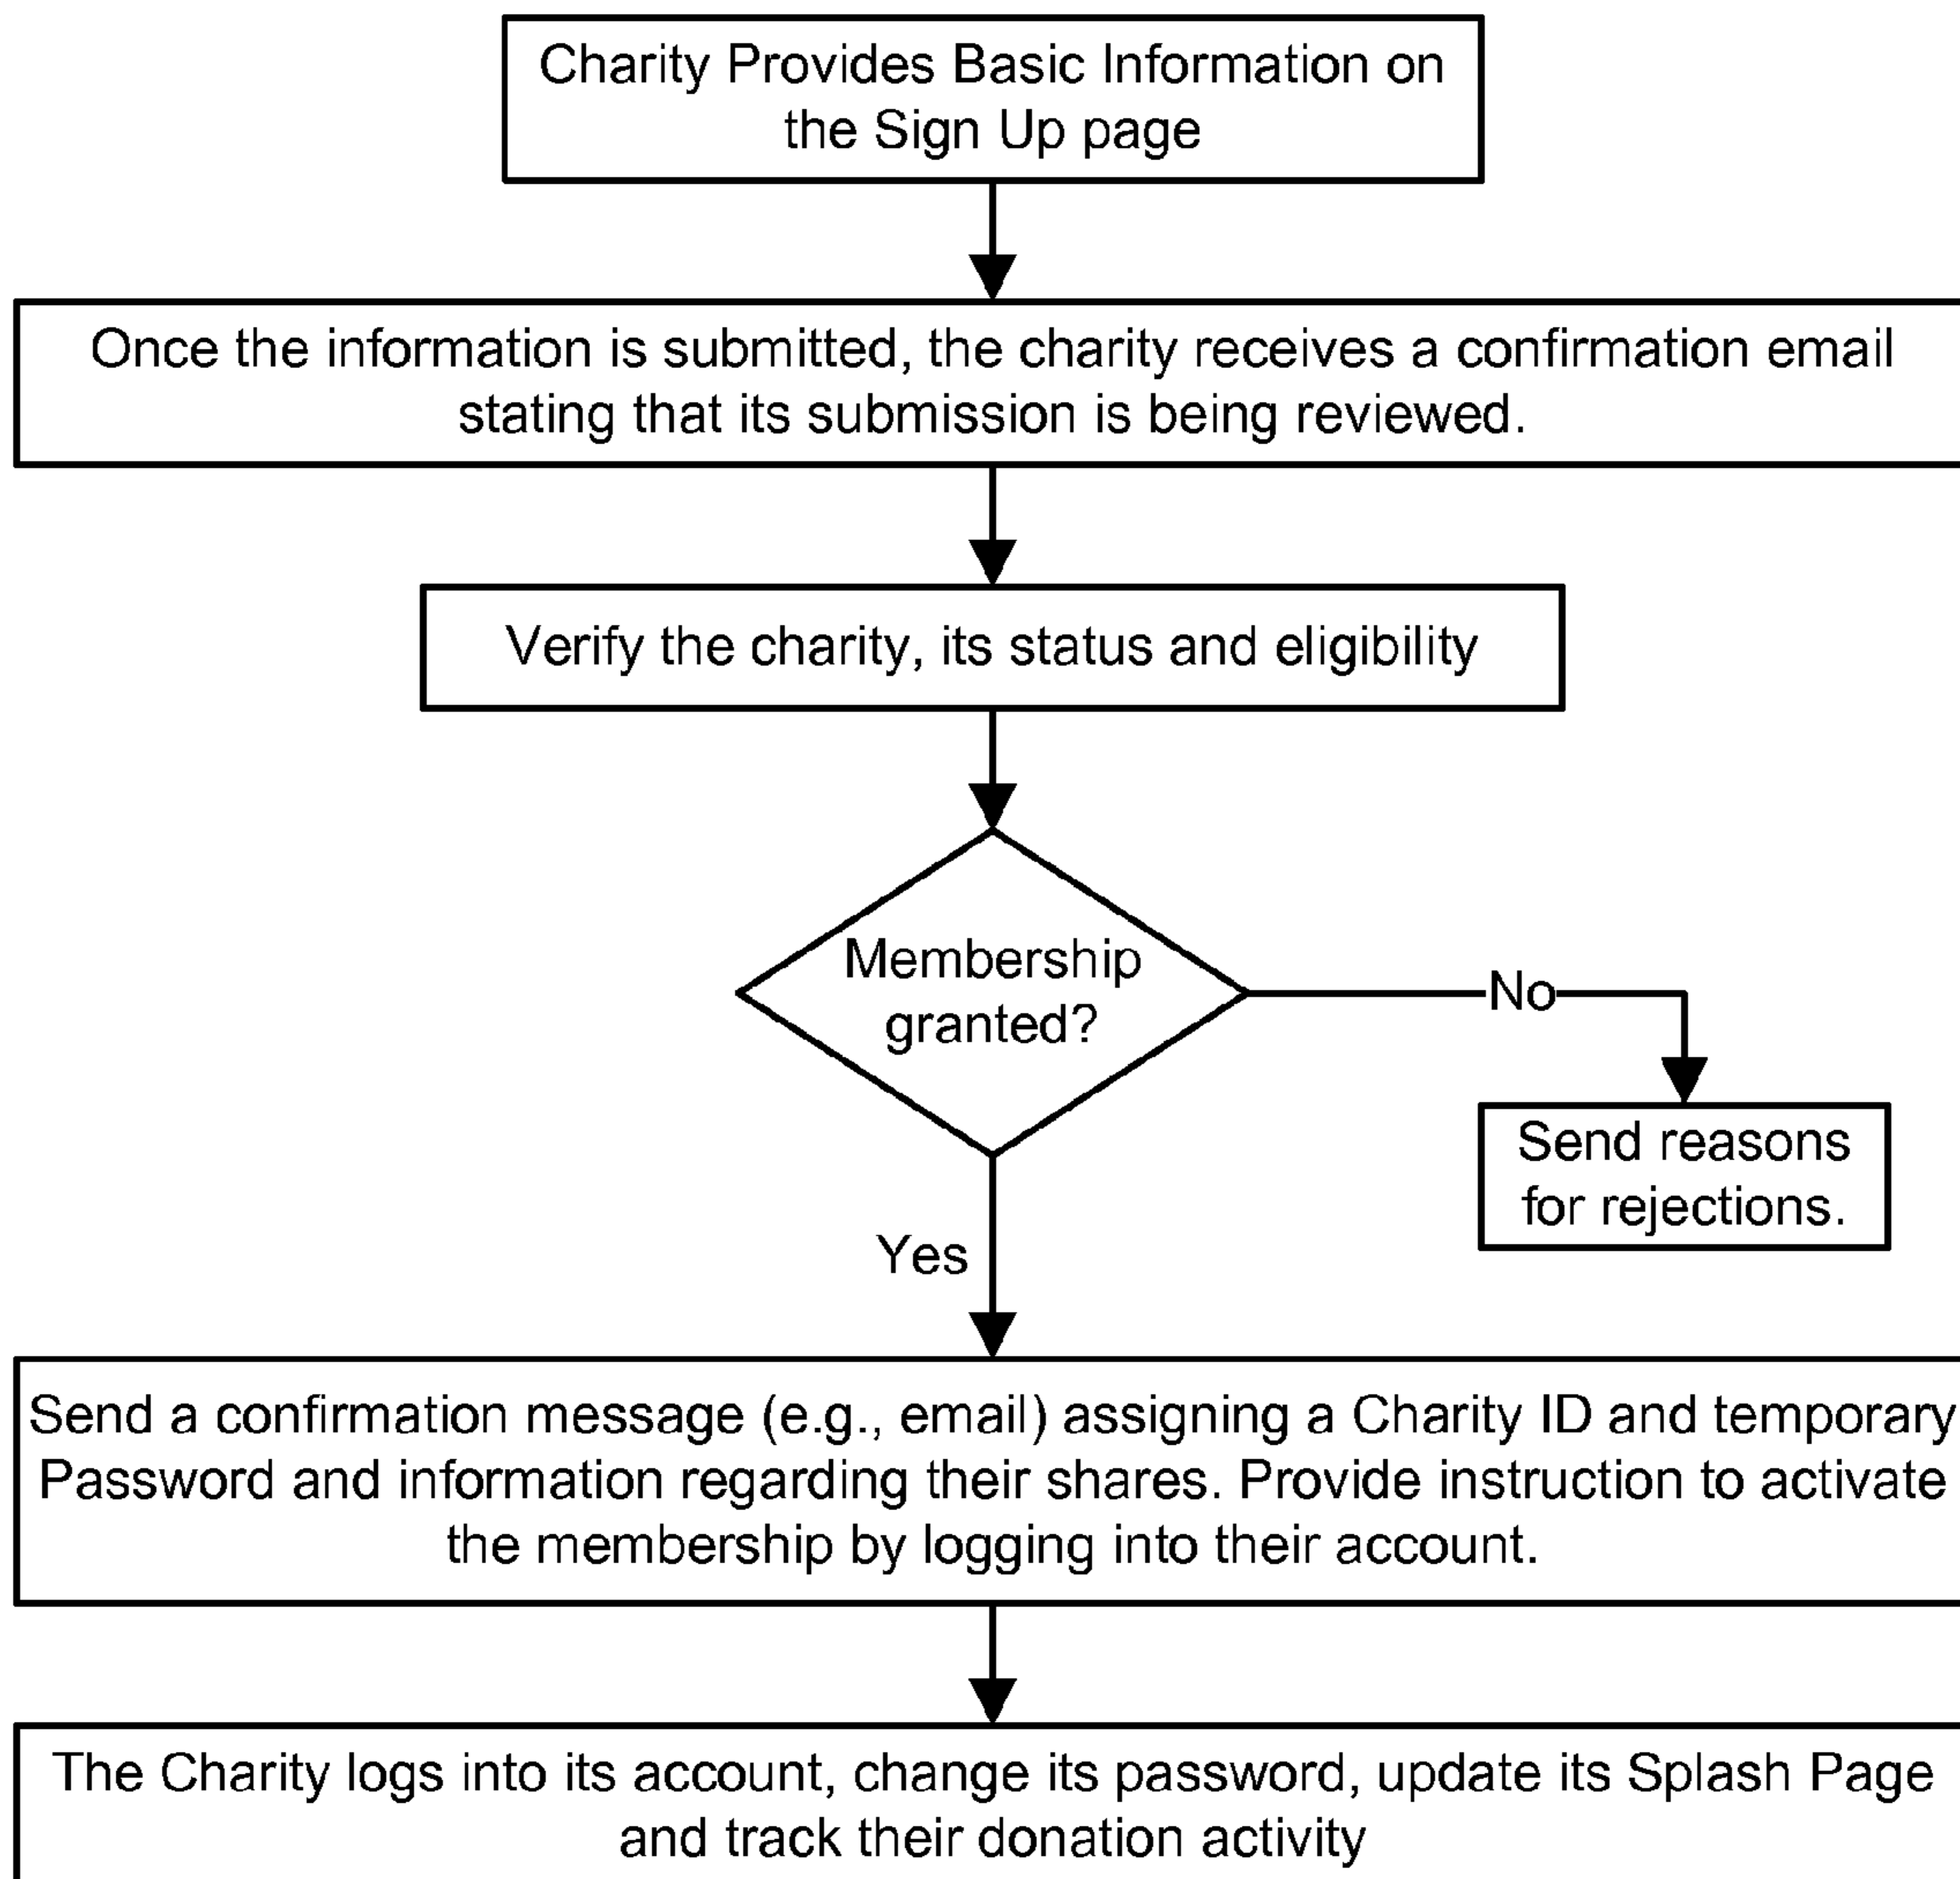 Charity Provides Basic Information on
the Sign Up page
Once the information is submitted, the charity receives a confirmation email
stating that its submission is being reviewed.
Verify the charity, its status and eligibility
Membership
granted?
No
Send reasons
for rejections.
Yes
Send a confirmation message (e.g., email) assigning a Charity ID and temporary
Password and information regarding their shares. Provide instruction to activate
the membership by logging into their account.
The Charity logs into its account, change its password, update its Splash Page
and track their donation activity